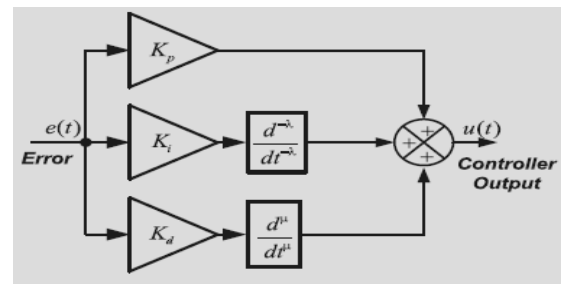 K_p
e(t)
Error
K_i
d^{-λ}
dt^{-λ}
+
+
+
u(t)
Controller
Output
K_d
d^μ
dt^μ